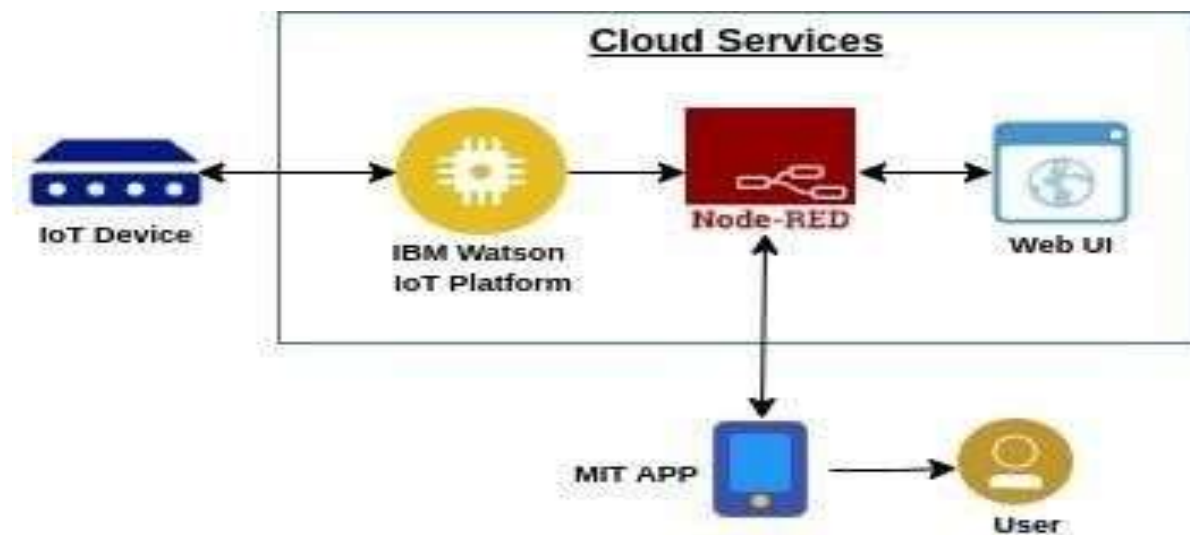 Cloud Services
IoT Device
IBM Watson
IoT Platform
Node-RED
Web UI
MIT APP
User